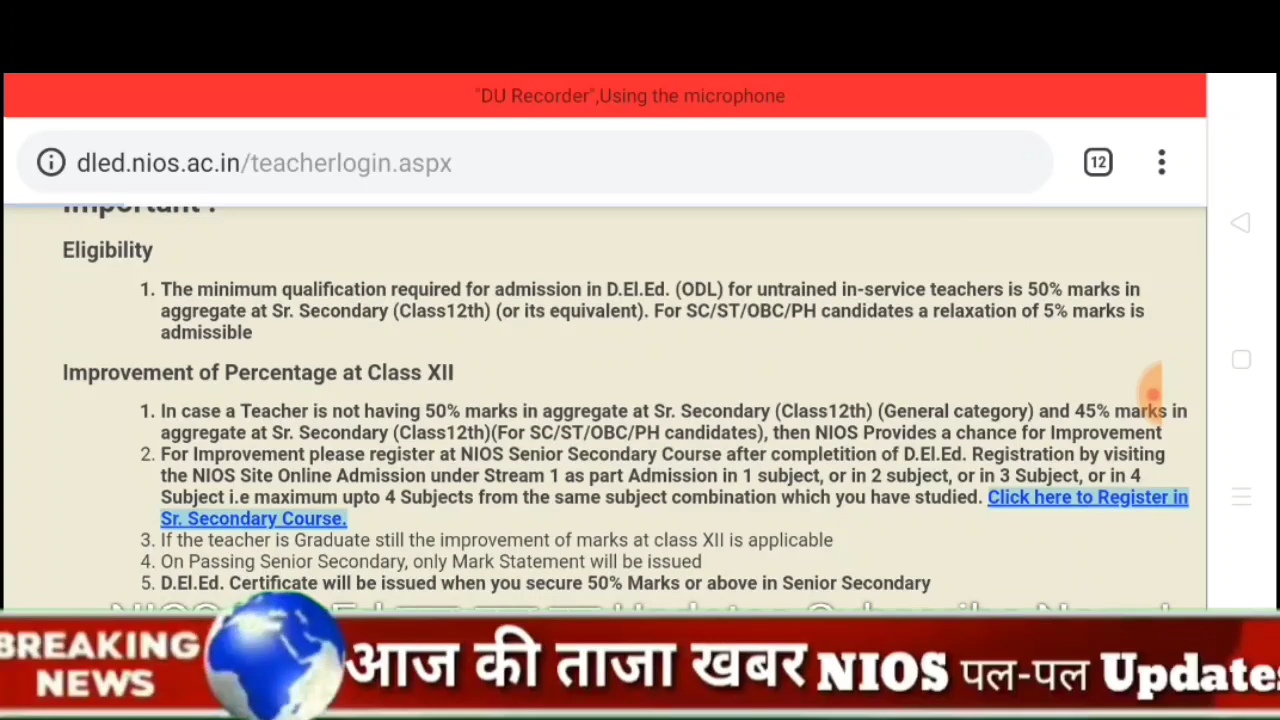 "DU Recorder",Using the microphone
dled.nios.ac.in/teacherlogin.aspx
12
Important :
Eligibility
1. The minimum qualification required for admission in D.El.Ed. (ODL) for untrained in-service teachers is 50% marks in
aggregate at Sr. Secondary (Class12th) (or its equivalent). For SC/ST/OBC/PH candidates a relaxation of 5% marks is
admissible
Improvement of Percentage at Class XII
1. In case a Teacher is not having 50% marks in aggregate at Sr. Secondary (Class12th) (General category) and 45% marks in
aggregate at Sr. Secondary (Class12th)(For SC/ST/OBC/PH candidates), then NIOS Provides a chance for Improvement
2. For Improvement please register at NIOS Senior Secondary Course after completition of D.El.Ed. Registration by visiting
the NIOS Site Online Admission under Stream 1 as part Admission in 1 subject, or in 2 subject, or in 3 Subject, or in 4
Subject i.e maximum upto 4 Subjects from the same subject combination which you have studied. Click here to Register in
Sr. Secondary Course.
3. If the teacher is Graduate still the improvement of marks at class XII is applicable
4. On Passing Senior Secondary, only Mark Statement will be issued
5. D.El.Ed. Certificate will be issued when you secure 50% Marks or above in Senior Secondary
BREAKING
NEWS
आज की ताजा खबर NIOS पल-पल Updates